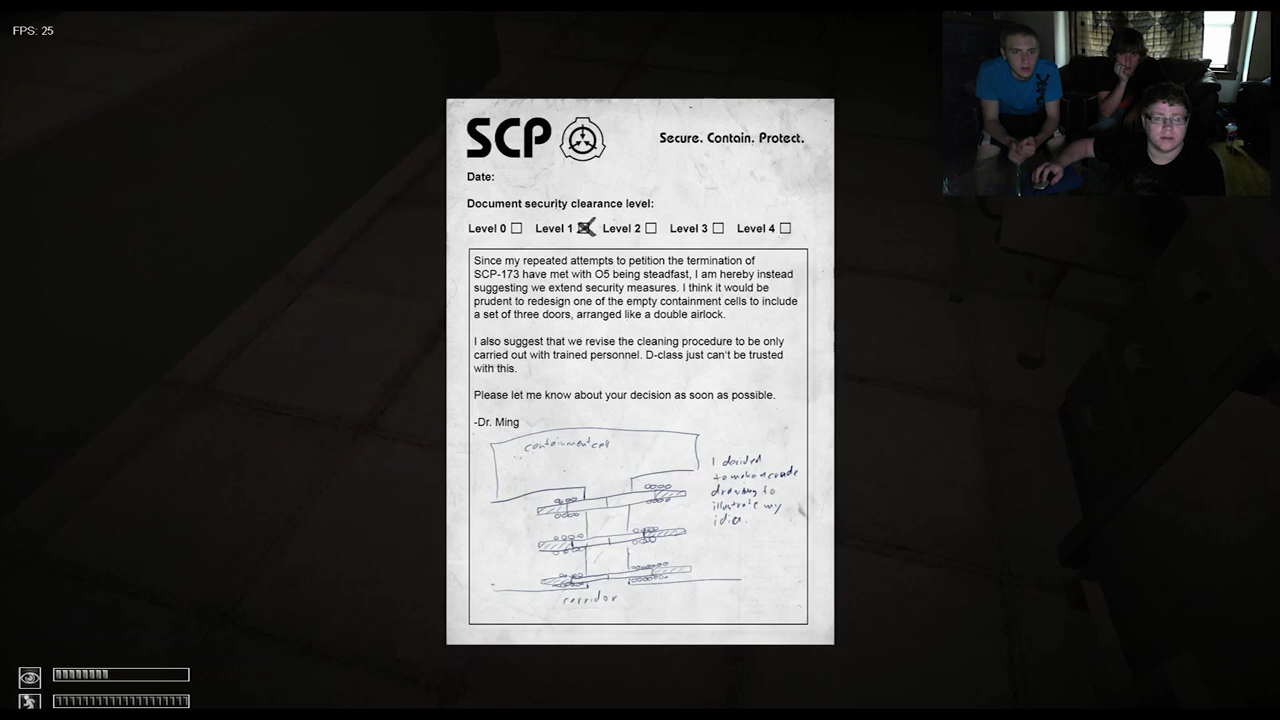 FPS: 25
SCP
Secure. Contain. Protect.
Date:
Document security clearance level:
Level 0 Level 1 Level 2 Level 3 Level 4
Since my repeated attempts to petition the termination of
SCP-173 have met with O5 being steadfast, I am hereby instead
suggesting we extend security measures. I think it would be
prudent to redesign one of the empty containment cells to include
a set of three doors, arranged like a double airlock.
I also suggest that we revise the cleaning procedure to be only
carried out with trained personnel. D-class just can't be trusted
with this.
Please let me know about your decision as soon as possible.
-Dr. Ming
containment cell
I decided
to make a crude
drawing to
illustrate my
idea.
corridor